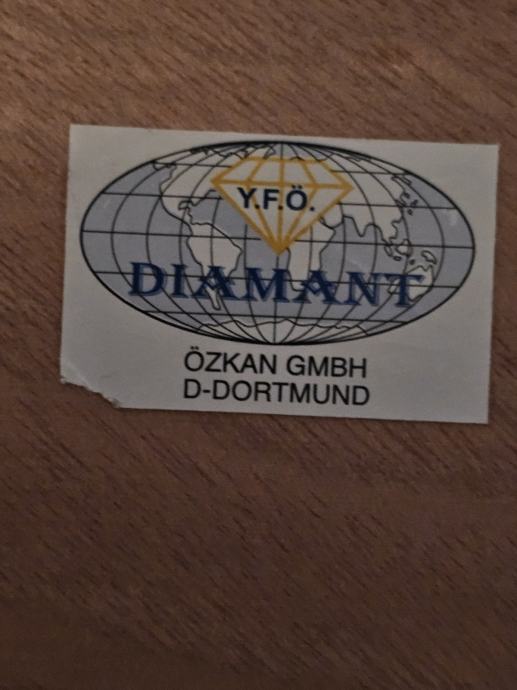 Y.F.Ö.
DIAMANT
ÖZKAN GMBH
D-DORTMUND